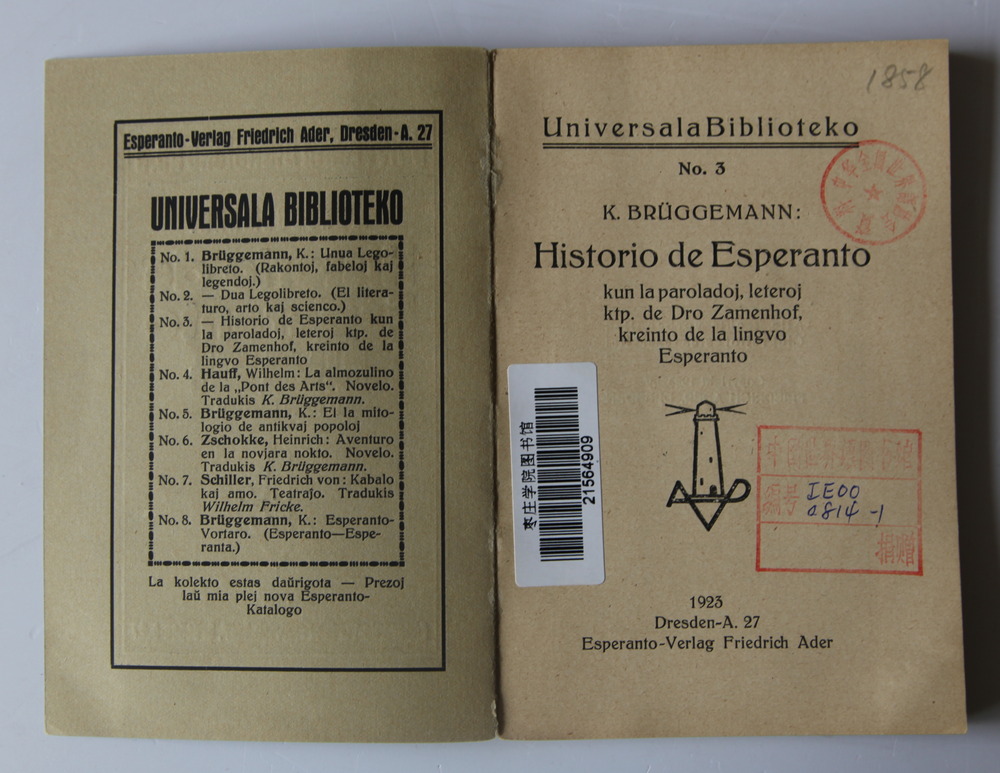 Esperanto-Verlag Friedrich Ader, Dresden-A. 27
UNIVERSALA BIBLIOTEKO
No. 1. Brüggemann, K.: Unua Lego-
libreto. (Rakontoj, fabeloj kaj
legendoj.)
No. 2. — Dua Legolibreto. (El litera-
turo, arto kaj scienco.)
No. 3. — Historio de Esperanto kun
la paroladoj, leteroj ktp. de
Dro Zamenhof, kreinto de la
lingvo Esperanto
No. 4. Hauff, Wilhelm: La almozulino
de la „Pont des Arts“. Novelo.
Tradukis K. Brüggemann.
No. 5. Brüggemann, K.: El la mito-
logio de antikvaj popoloj
No. 6. Zschokke, Heinrich: Aventuro
en la novjara nokto. Novelo.
Tradukis K. Brüggemann.
No. 7. Schiller, Friedrich von: Kabalo
kaj amo. Teatraĵo. Tradukis
Wilhelm Fricke.
No. 8. Brüggemann, K.: Esperanto-
Vortaro. (Esperanto—Espe-
ranta.)
La kolekto estas daŭrigota — Prezoj
laŭ mia plej nova Esperanto-
Katalogo
1858
Universala Biblioteko
No. 3
K. BRÜGGEMANN:
Historio de Esperanto
kun la paroladoj, leteroj
ktp. de Dro Zamenhof,
kreinto de la lingvo
Esperanto
枣庄学院图书馆
21564909
编号 IE00
0814-1
捐赠
1923
Dresden-A. 27
Esperanto-Verlag Friedrich Ader